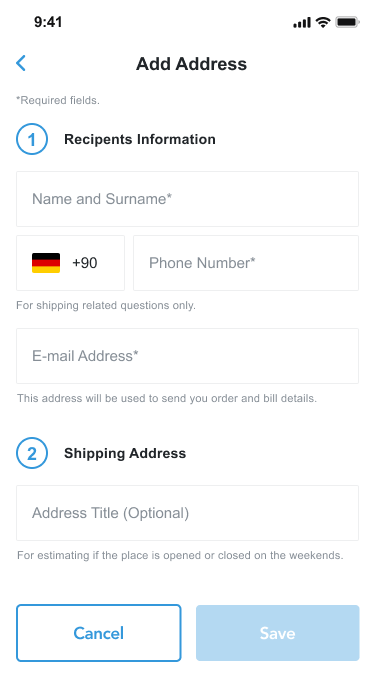 9:41
Add Address
*Required fields.
1 Recipents Information
Name and Surname*
+90 Phone Number*
For shipping related questions only.
E-mail Address*
This address will be used to send you order and bill details.
2 Shipping Address
Address Title (Optional)
For estimating if the place is opened or closed on the weekends.
Cancel Save